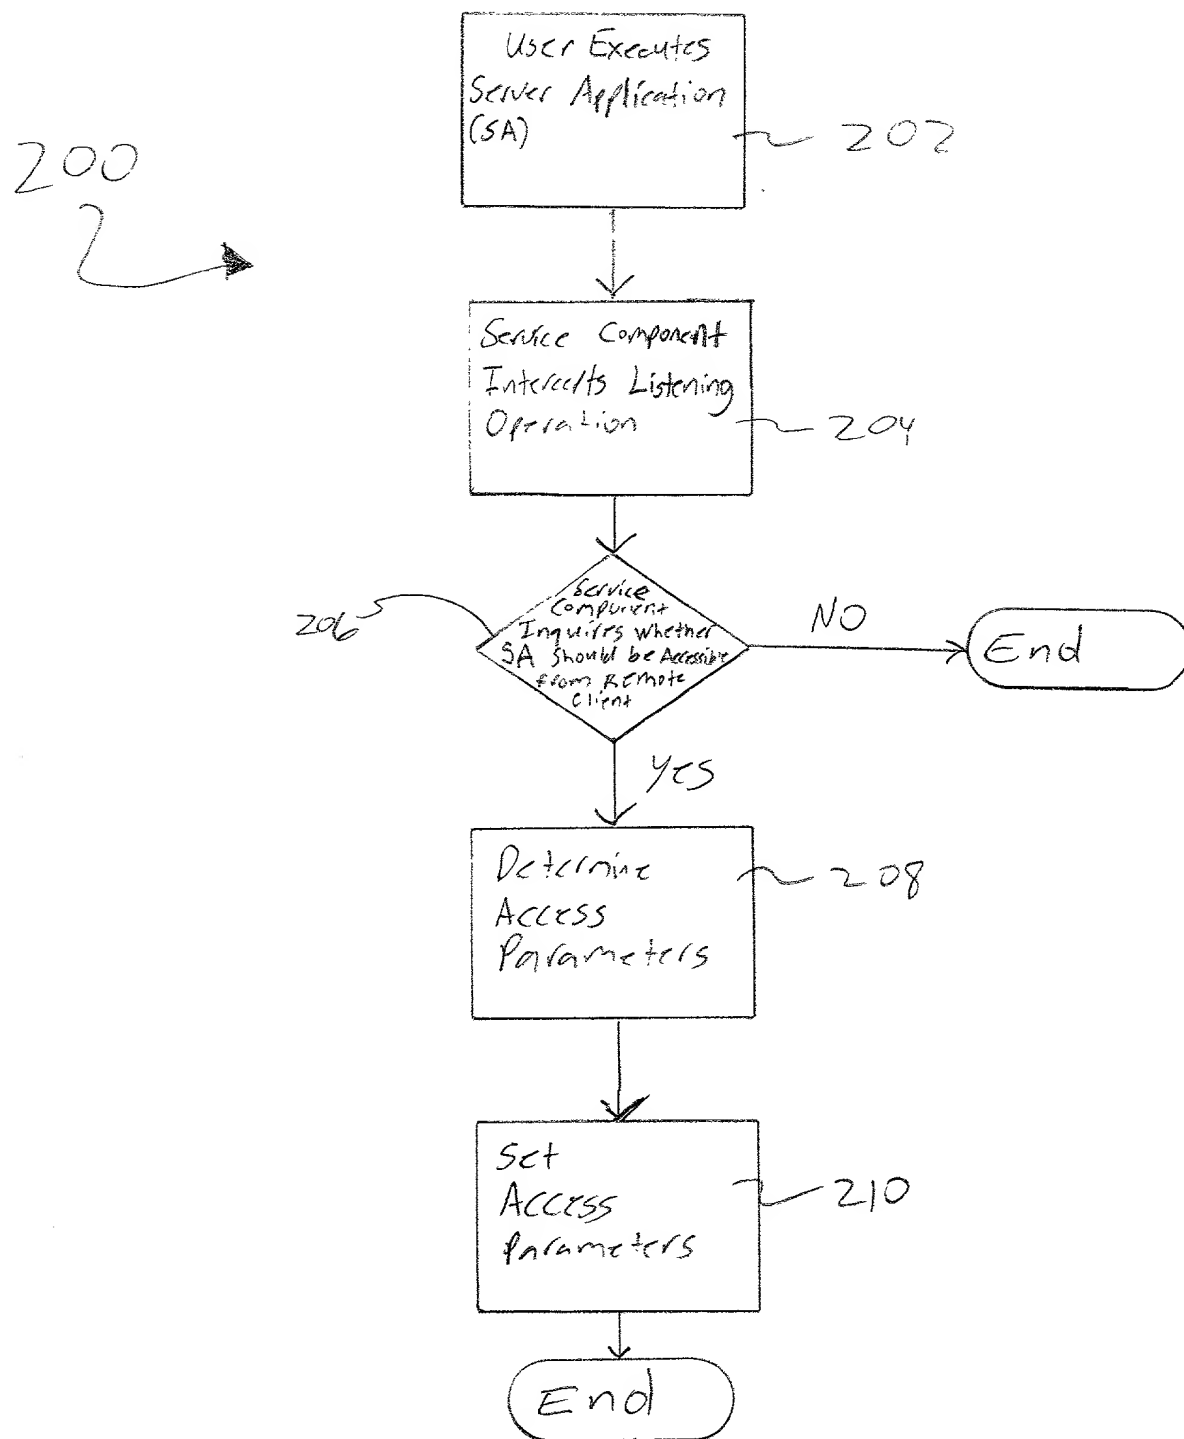 User Executes
Server Application
(SA)
202
200
Service Component
Intercepts Listening
Operation
204
Service
Component
Inquires whether
SA should be Accessible
from Remote
Client
206
NO
End
Yes
Determine
Access
Parameters
208
Set
Access
Parameters
210
End